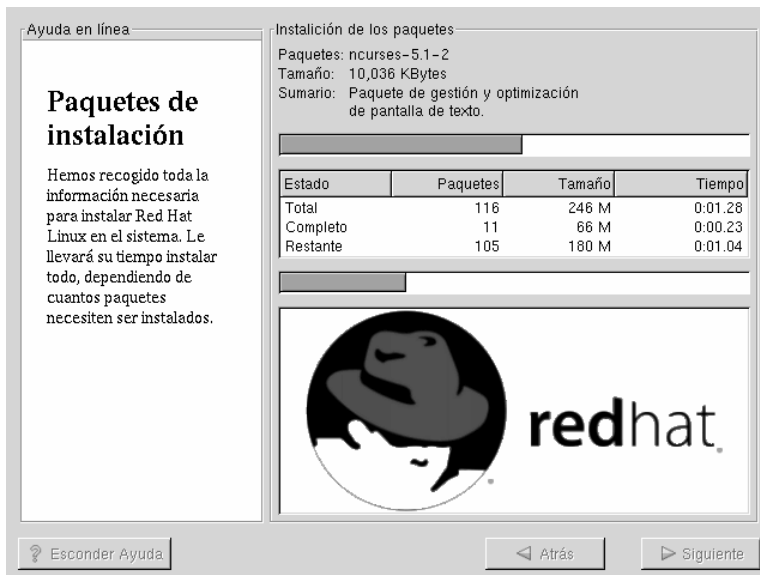 Ayuda en línea
Paquetes de
instalación
Hemos recogido toda la
información necesaria
para instalar Red Hat
Linux en el sistema. Le
llevará su tiempo instalar
todo, dependiendo de
cuantos paquetes
necesiten ser instalados.
Instalición de los paquetes
Paquetes: ncurses-5.1-2
Tamaño: 10,036 KBytes
Sumario: Paquete de gestión y optimización
de pantalla de texto.
Estado Paquetes Tamaño Tiempo
Total 116 246 M 0:01.28
Completo 11 66 M 0:00.23
Restante 105 180 M 0:01.04
redhat.
Esconder Ayuda
Atrás
Siguiente